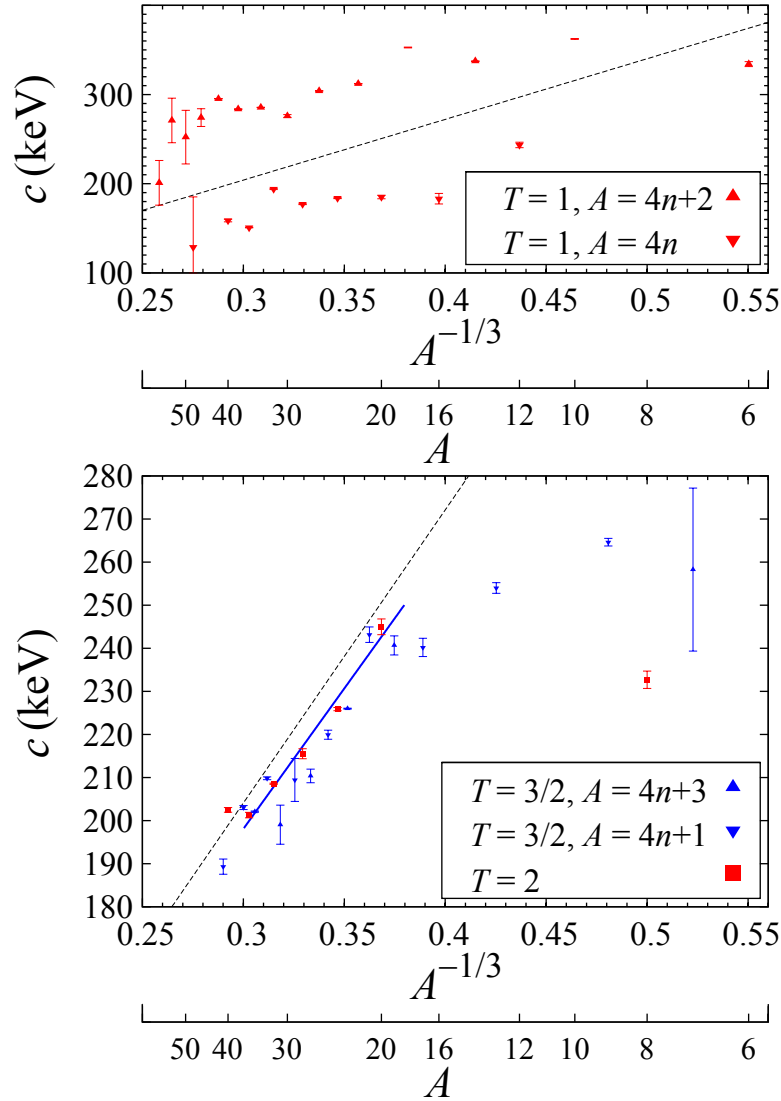 c (keV)
300
200
100
T = 1, A = 4n+2
T = 1, A = 4n
0.25 0.3 0.35 0.4 0.45 0.5 0.55
A^{-1/3}
50 40 30 20 16 12 10 8 6
A
c (keV)
280
270
260
250
240
230
220
210
200
190
180
T = 3/2, A = 4n+3
T = 3/2, A = 4n+1
T = 2
0.25 0.3 0.35 0.4 0.45 0.5 0.55
A^{-1/3}
50 40 30 20 16 12 10 8 6
A